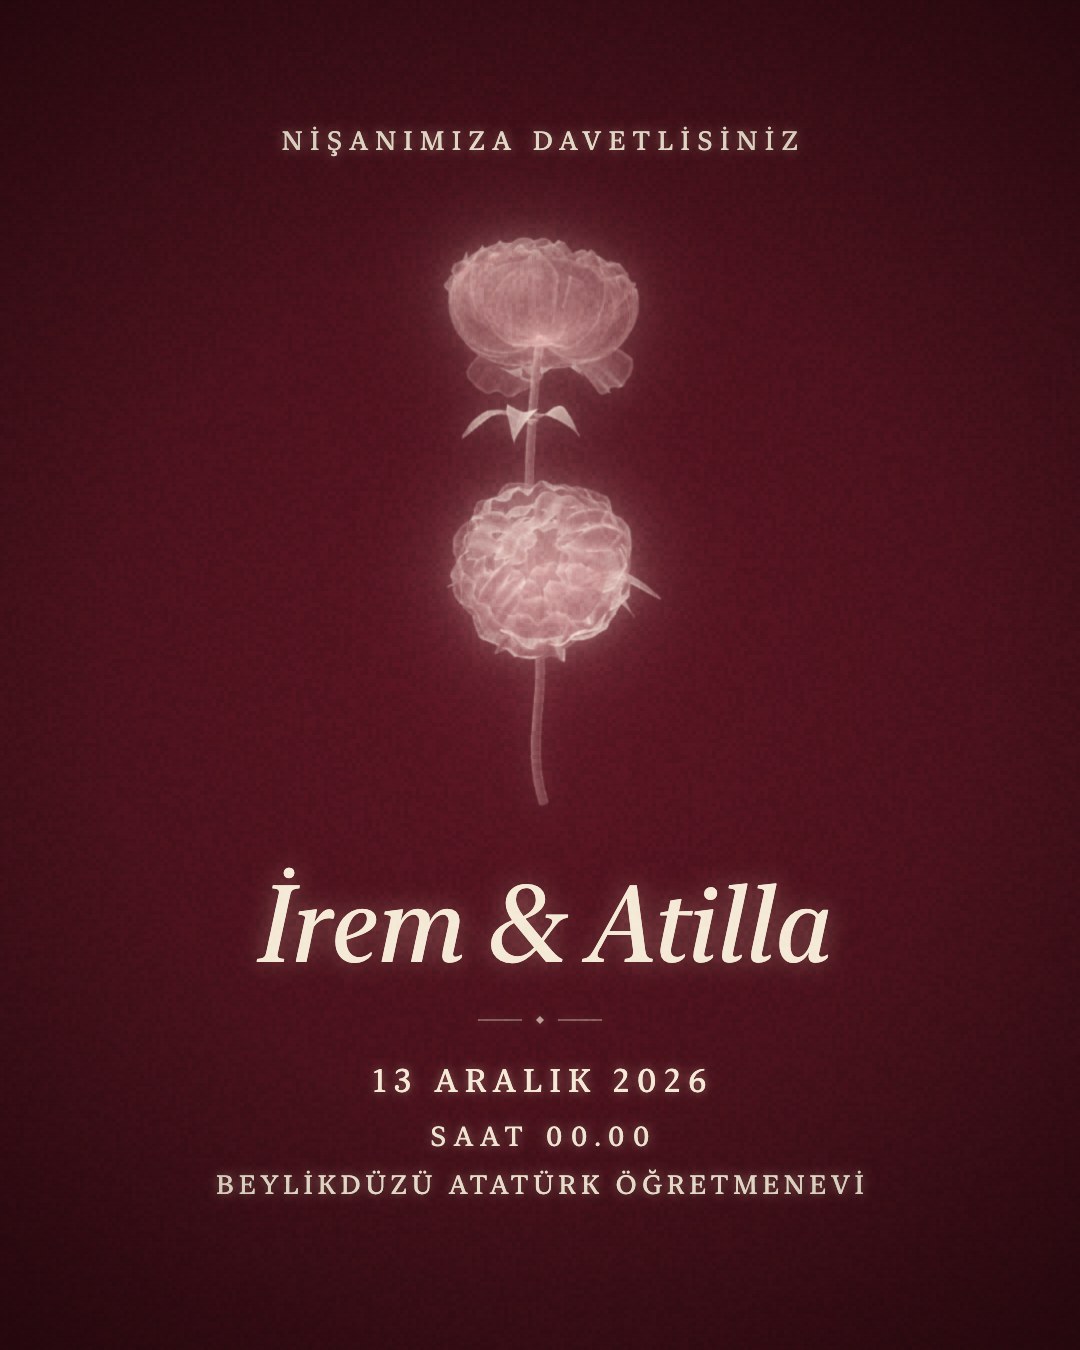 NİŞANIMIZA DAVETLİSİNİZ
İrem & Atilla
13 ARALIK 2026
SAAT 00.00
BEYLİKDÜZÜ ATATÜRK ÖĞRETMENEVİ